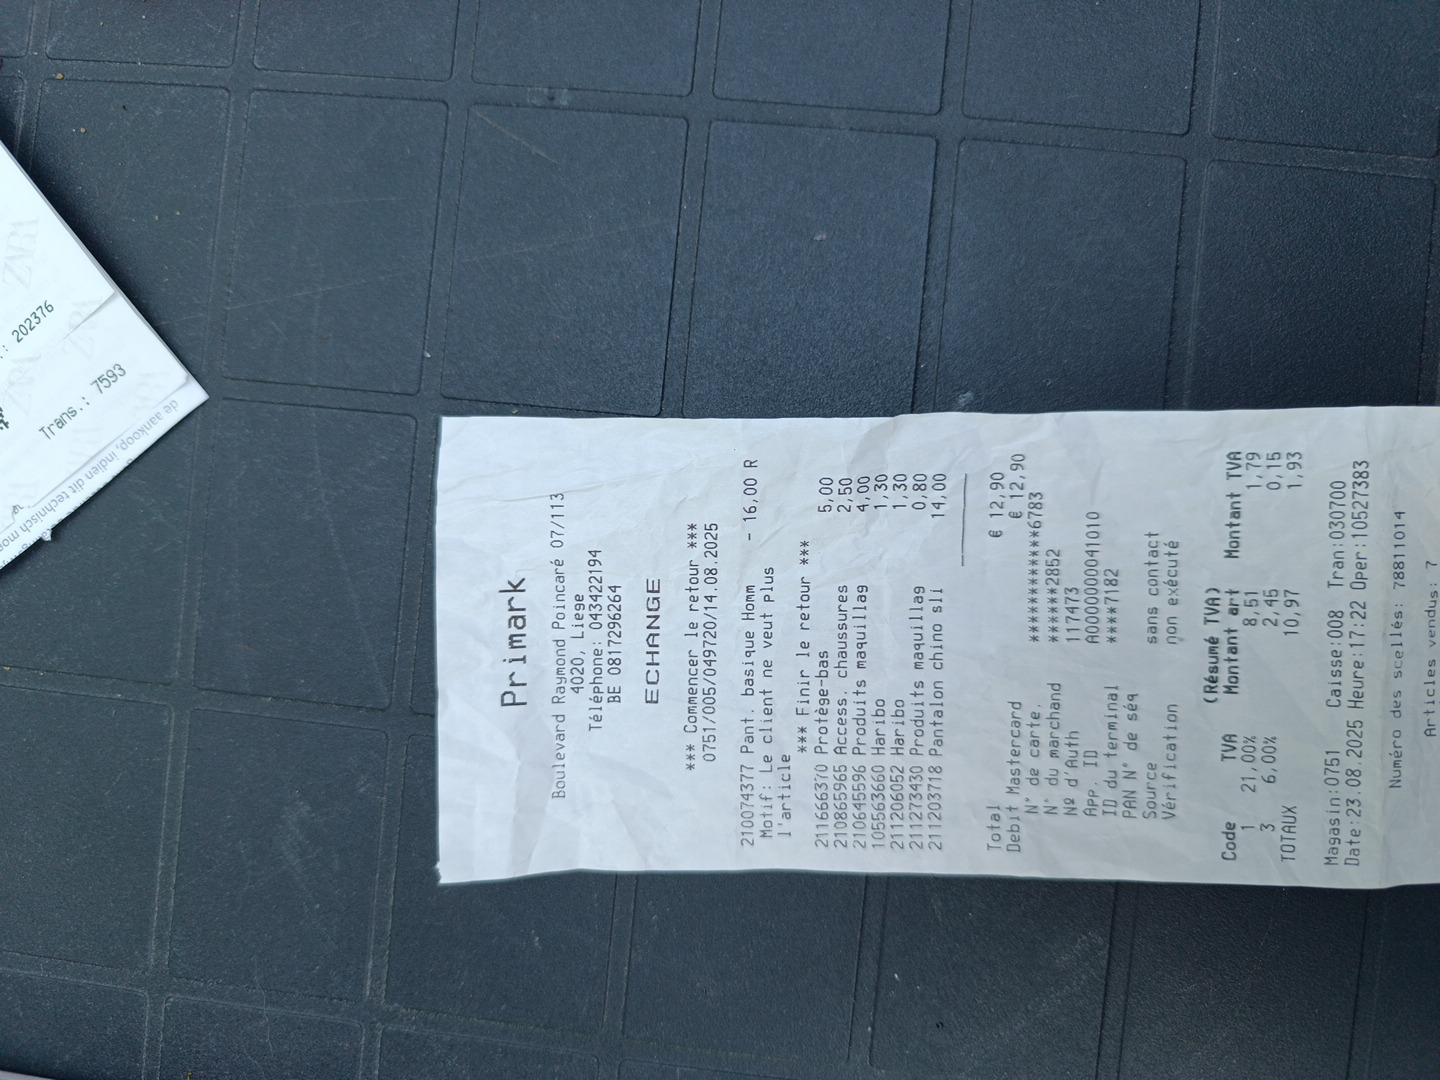 Primark
Boulevard Raymond Poincaré 07/113
4020, Liege
Téléphone: 043422194
BE 0817296264
ECHANGE
*** Commencer le retour ***
0751/005/049720/14.08.2025
210074377 Pant. basique Homm - 16,00 R
Motif: Le client ne veut plus
l'article
*** Finir le retour ***
211666370 Protège-bas 5,00
210865965 Access. chaussures 2,50
210645596 Produits maquillag 4,00
105563660 Haribo 1,30
211206052 Haribo 1,30
211273430 Produits maquillag 0,80
211203718 Pantalon chino sli 14,00
Total € 12,90
Debit Mastercard € 12,90
N° de carte. ************6783
N° du marchand ******2852
Nº d'Auth 117473
App. ID A0000000041010
ID du terminal ****7182
PAN N° de séq
Source sans contact
Vérification non exécuté
(Résumé TVA)
Code TVA Montant art Montant TVA
1 21,00% 8,51 1,79
3 6,00% 2,45 0,15
TOTAUX 10,97 1,93
Magasin:0751 Caisse:008 Tran:030700
Date:23.08.2025 Heure:17:22 Oper:10527383
Numéro des scellés: 78811014
Articles vendus: 7
ZARA ZARA
: 202376
Trans.: 7593
de aankoop, indien dit technisch